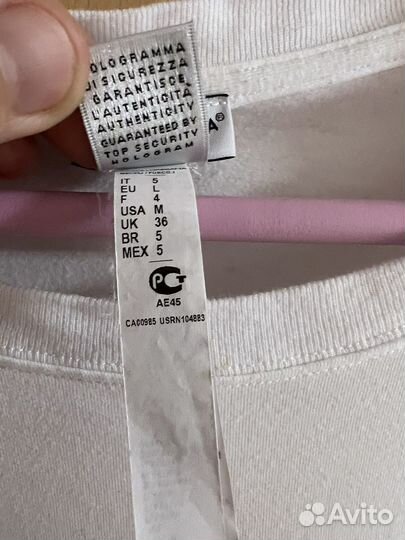 OLOGRAMMA
DI SICUREZZA
GARANTISCE
L'AUTENTICITÀ
AUTHENTICITY
GUARANTEED BY
TOP SECURITY
HOLOGRAM
A®
IT 5
EU L
F 4
USA M
UK 36
BR 5
MEX 5
РСТ
AE45
CA00985 USRN104883
Avito